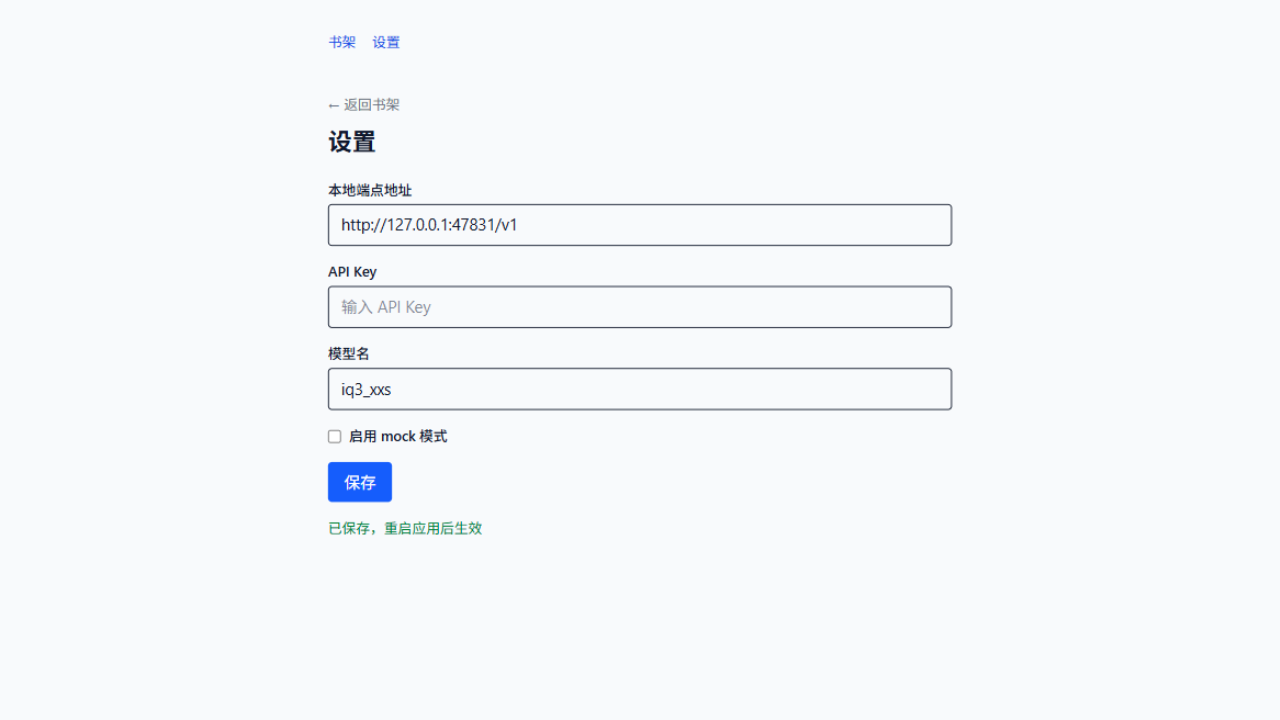 书架 设置
← 返回书架
设置
本地端点地址
http://127.0.0.1:47831/v1
API Key
输入 API Key
模型名
iq3_xxs
启用 mock 模式
保存
已保存，重启应用后生效